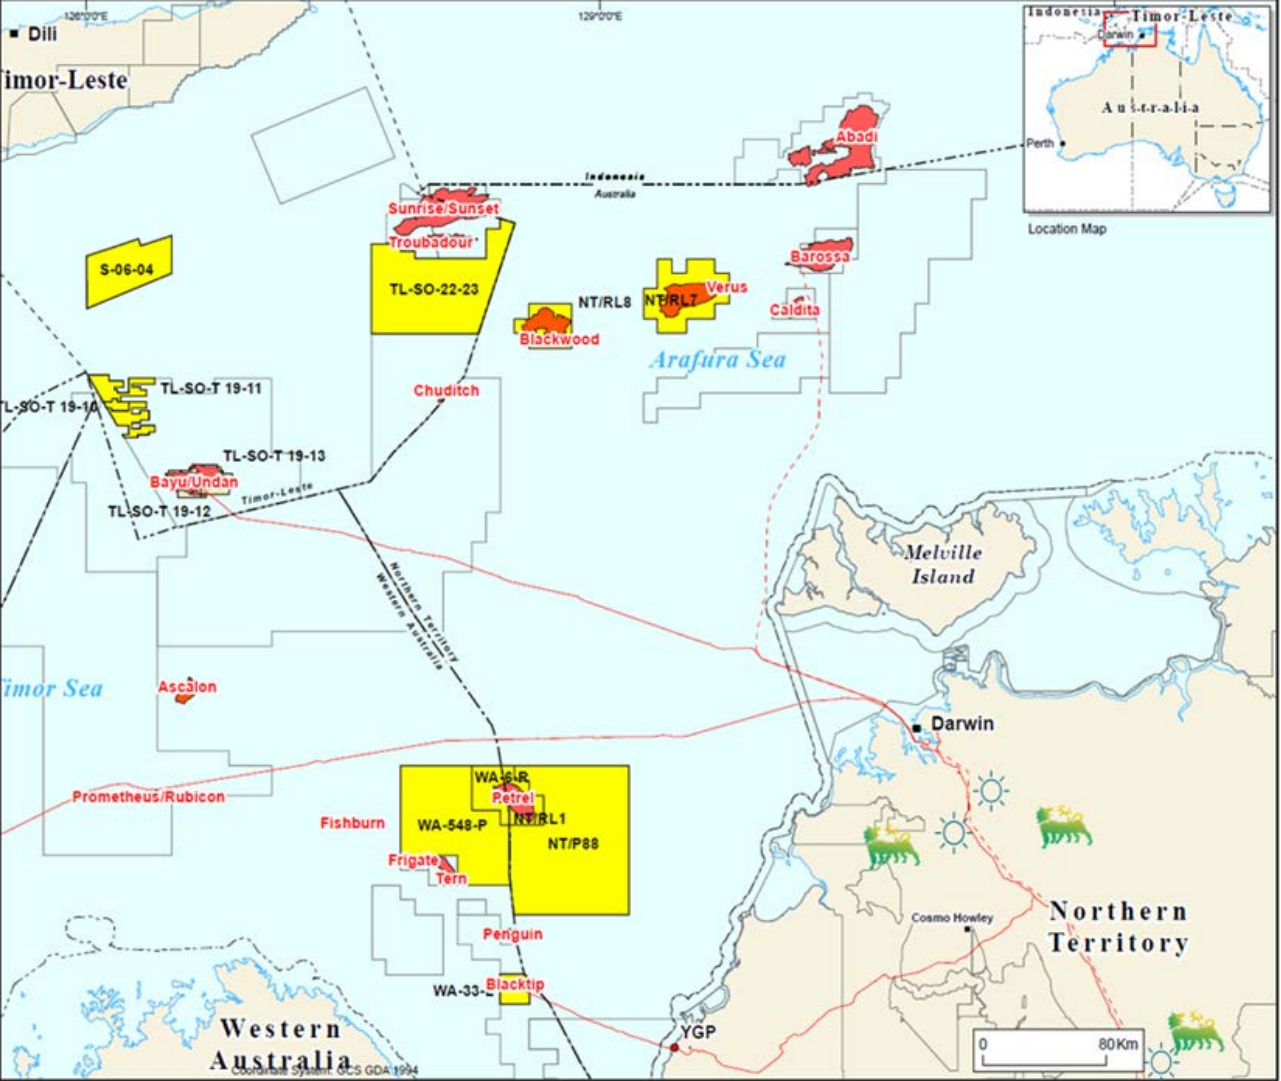 126°0'0"E
129°0'0"E
Dili
imor-Leste
Indonesia
Timor-Leste
Darwin
Australia
Perth
Location Map
Abadi
Indonesia
Australia
Sunrise/Sunset
Troubadour
Barossa
S-06-04
TL-SO-22-23
NT/RL8
NT/RL7
Verus
Caldita
Blackwood
Arafura Sea
Chuditch
TL-SO-T 19-11
TL-SO-T 19-10
TL-SO-T 19-13
Bayu/Undan
Timor-Leste
TL-SO-T 19-12
Melville
Island
Northern Territory
Western Australia
imor Sea
Ascalon
Darwin
WA-6-R
Petrel
Prometheus/Rubicon
Fishburn
WA-548-P
NT/RL1
NT/P88
Frigate
Tern
Cosmo Howley
Northern
Territory
Penguin
Blacktip
WA-33-L
YGP
Western
Australia
Coordinate System: GCS GDA 1994
0
80 Km